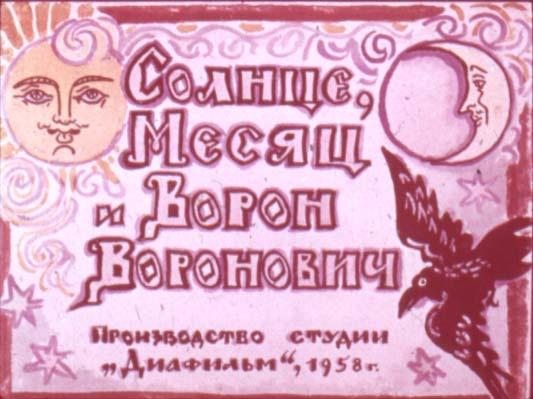 Солнце,
Месяц
и Ворон
Воронович
Производство студии
„Диафильм“, 1958 г.